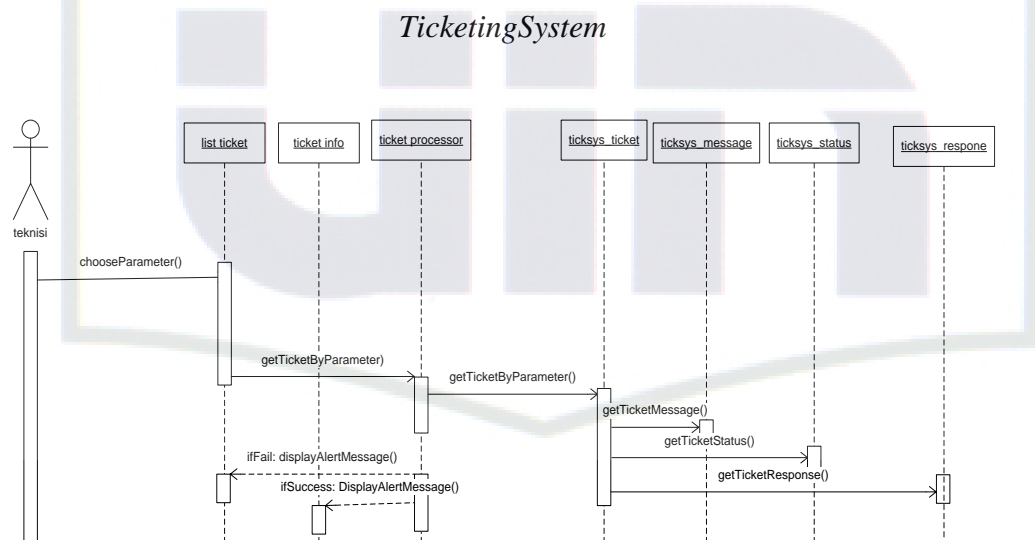 TicketingSystem
list ticket
ticket info
ticket processor
ticksys_ticket
ticksys_message
ticksys_status
ticksys_respone
teknisi
chooseParameter()
getTicketByParameter)
getTicketByParameter()
getTicketMessage()
getTicketStatus()
ifFail: displayAlertMessage()
getTicketResponse()
ifSuccess: DisplayAlertMessage()